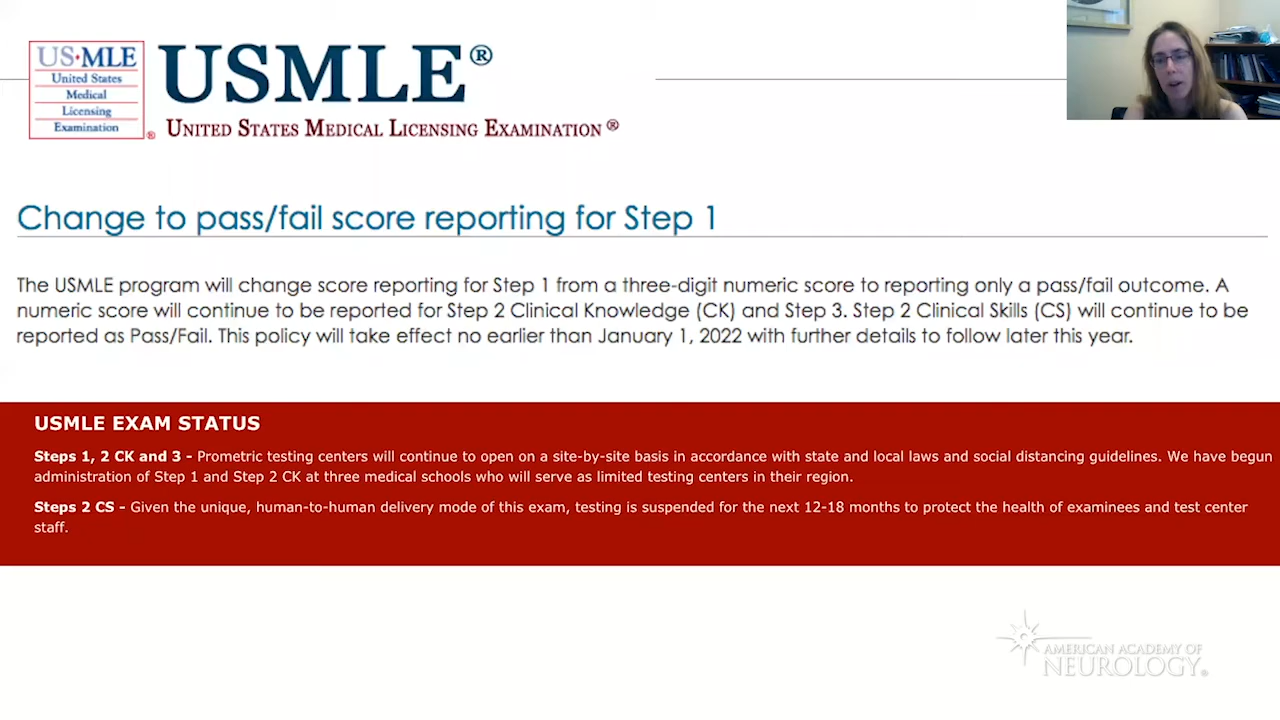 US·MLE
United States
Medical
Licensing
Examination
®
USMLE®
UNITED STATES MEDICAL LICENSING EXAMINATION®
Change to pass/fail score reporting for Step 1
The USMLE program will change score reporting for Step 1 from a three-digit numeric score to reporting only a pass/fail outcome. A
numeric score will continue to be reported for Step 2 Clinical Knowledge (CK) and Step 3. Step 2 Clinical Skills (CS) will continue to be
reported as Pass/Fail. This policy will take effect no earlier than January 1, 2022 with further details to follow later this year.
USMLE EXAM STATUS
Steps 1, 2 CK and 3 - Prometric testing centers will continue to open on a site-by-site basis in accordance with state and local laws and social distancing guidelines. We have begun
administration of Step 1 and Step 2 CK at three medical schools who will serve as limited testing centers in their region.
Steps 2 CS - Given the unique, human-to-human delivery mode of this exam, testing is suspended for the next 12-18 months to protect the health of examinees and test center
staff.
AMERICAN ACADEMY OF
NEUROLOGY®